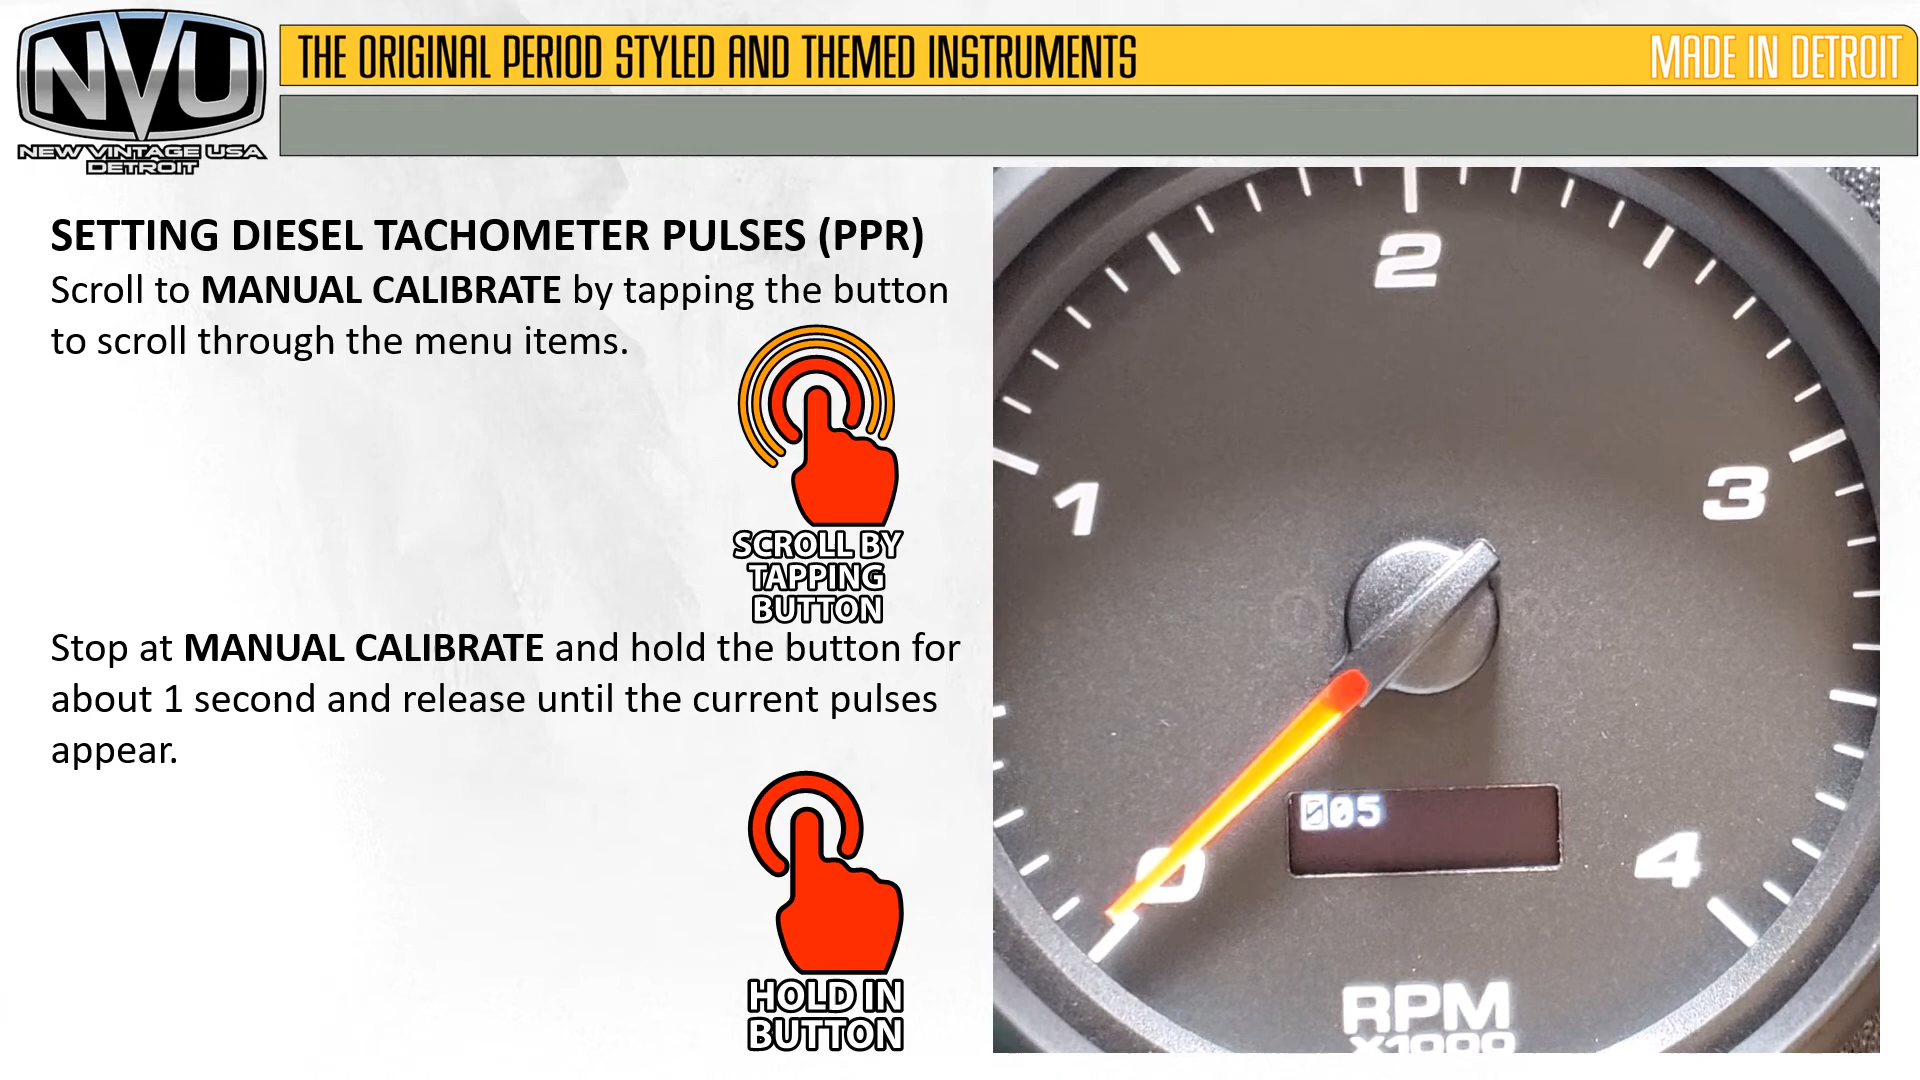 NVU
NEW VINTAGE USA
DETROIT
THE ORIGINAL PERIOD STYLED AND THEMED INSTRUMENTS
MADE IN DETROIT
SETTING DIESEL TACHOMETER PULSES (PPR)
Scroll to MANUAL CALIBRATE by tapping the button
to scroll through the menu items.
SCROLL BY
TAPPING
BUTTON
Stop at MANUAL CALIBRATE and hold the button for
about 1 second and release until the current pulses
appear.
HOLD IN
BUTTON
0
1
2
3
4
005
RPM
X1000